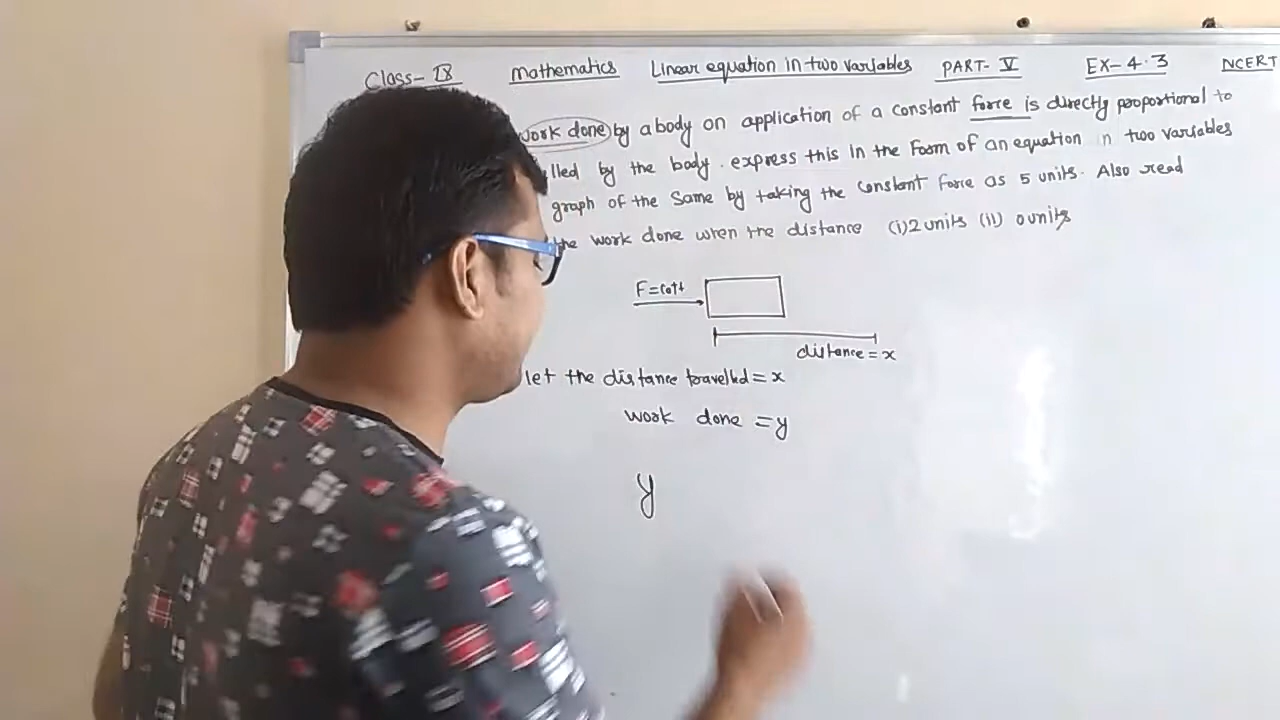 Class-IX Mathematics Linear equation in two variables PART-V EX-4.3 NCERT
work done by a body on application of a constant force is directly proportional to
lled by the body. express this in the form of an equation in two variables
graph of the same by taking the constant force as 5 units. Also read
the work done when the distance (i) 2 units (ii) 0 units
F=cott
distance = x
let the distance travelled = x
work done = y
y